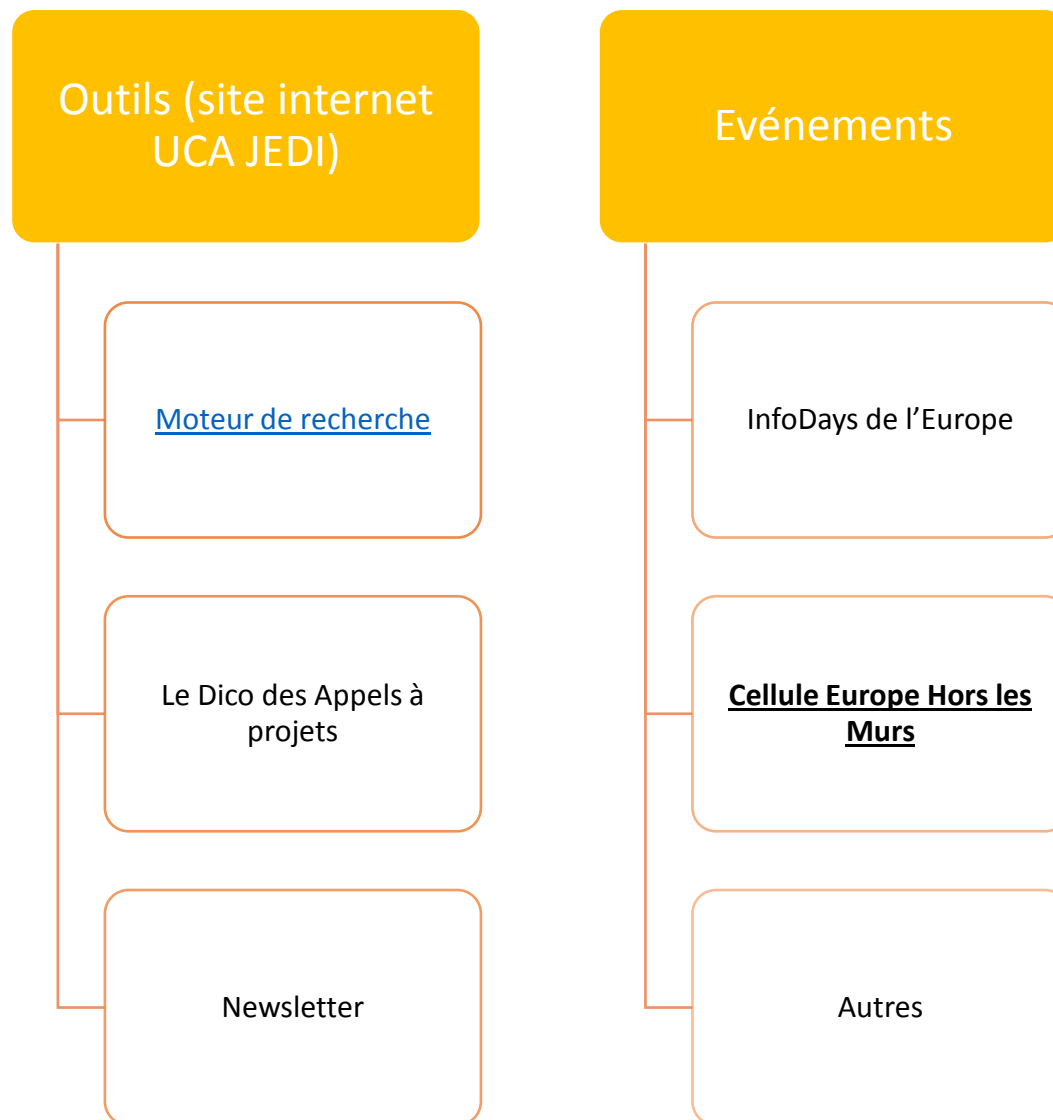 Outils (site internet
UCA JEDI)
Moteur de recherche
Le Dico des Appels à
projets
Newsletter
Evénements
InfoDays de l’Europe
Cellule Europe Hors les
Murs
Autres